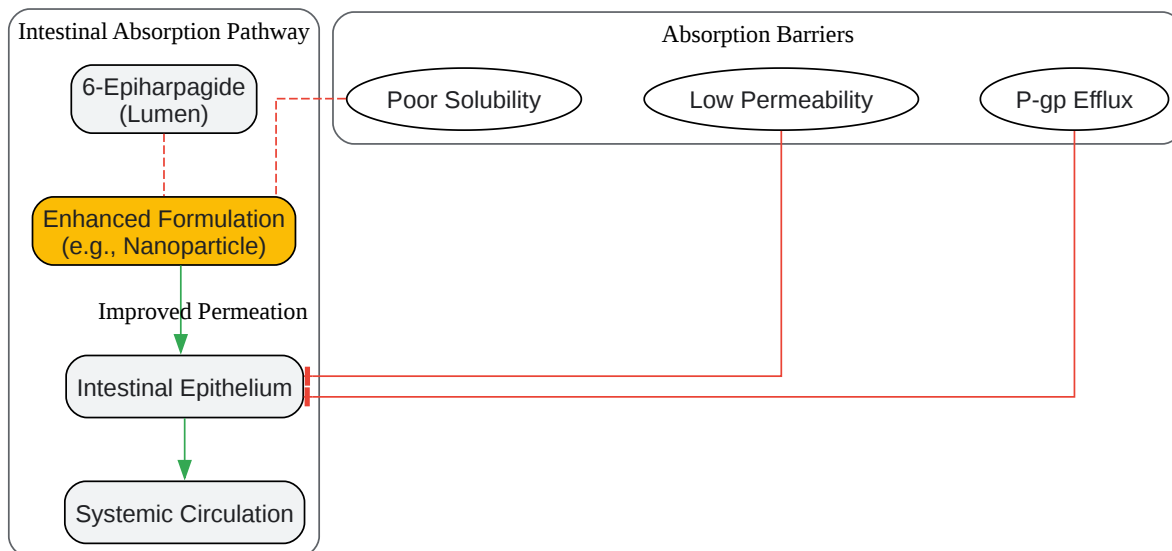 Intestinal Absorption Pathway
Absorption Barriers
6-Epiharpagide
(Lumen)
Poor Solubility
Low Permeability
P-gp Efflux
Enhanced Formulation
(e.g., Nanoparticle)
Improved Permeation
Intestinal Epithelium
Systemic Circulation